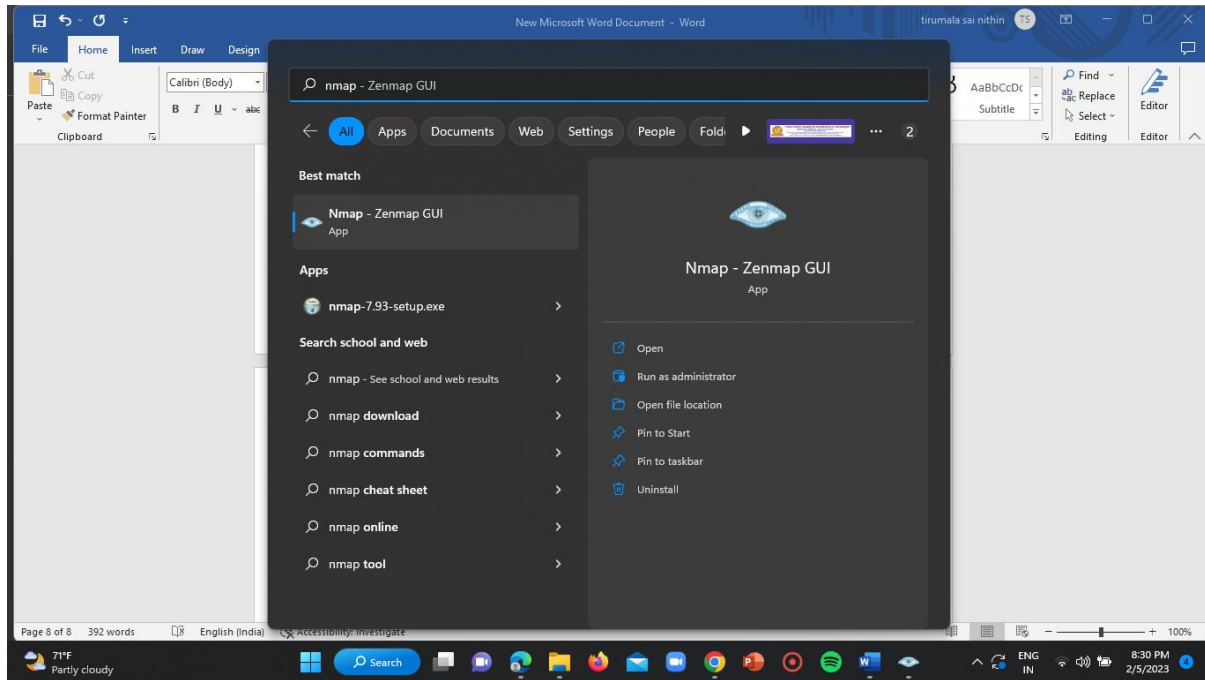 New Microsoft Word Document - Word
tirumala sai nithin TS
File Home Insert Draw Design
Paste
Cut
Copy
Format Painter
Clipboard
Calibri (Body)
B I U abc
AaBbCcDc
Subtitle
Find
Replace
Select
Editing
Editor
Editor
nmap - Zenmap GUI
All Apps Documents Web Settings People Fold 2
Best match
Nmap - Zenmap GUI
App
Apps
nmap-7.93-setup.exe
Search school and web
nmap - See school and web results
nmap download
nmap commands
nmap cheat sheet
nmap online
nmap tool
Nmap - Zenmap GUI
App
Open
Run as administrator
Open file location
Pin to Start
Pin to taskbar
Uninstall
Page 8 of 8 392 words English (India) Accessibility: Investigate 100%
71°F
Partly cloudy
Search
ENG
IN
8:30 PM
2/5/2023
4